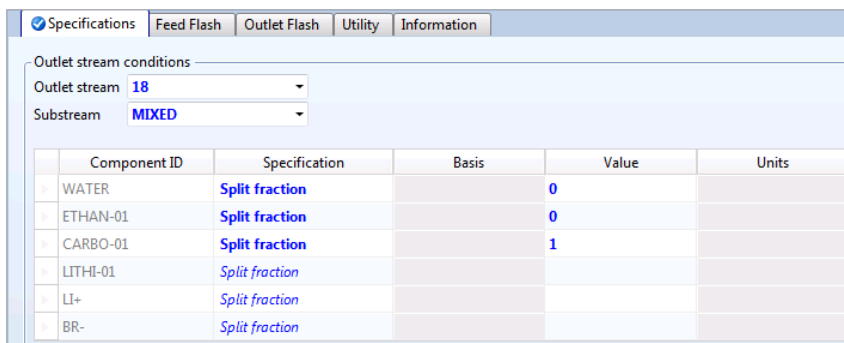 Specifications Feed Flash Outlet Flash Utility Information
Outlet stream conditions
Outlet stream 18
Substream MIXED
Component ID Specification Basis Value Units
WATER Split fraction 0
ETHAN-01 Split fraction 0
CARBO-01 Split fraction 1
LITHI-01 Split fraction
LI+ Split fraction
BR- Split fraction